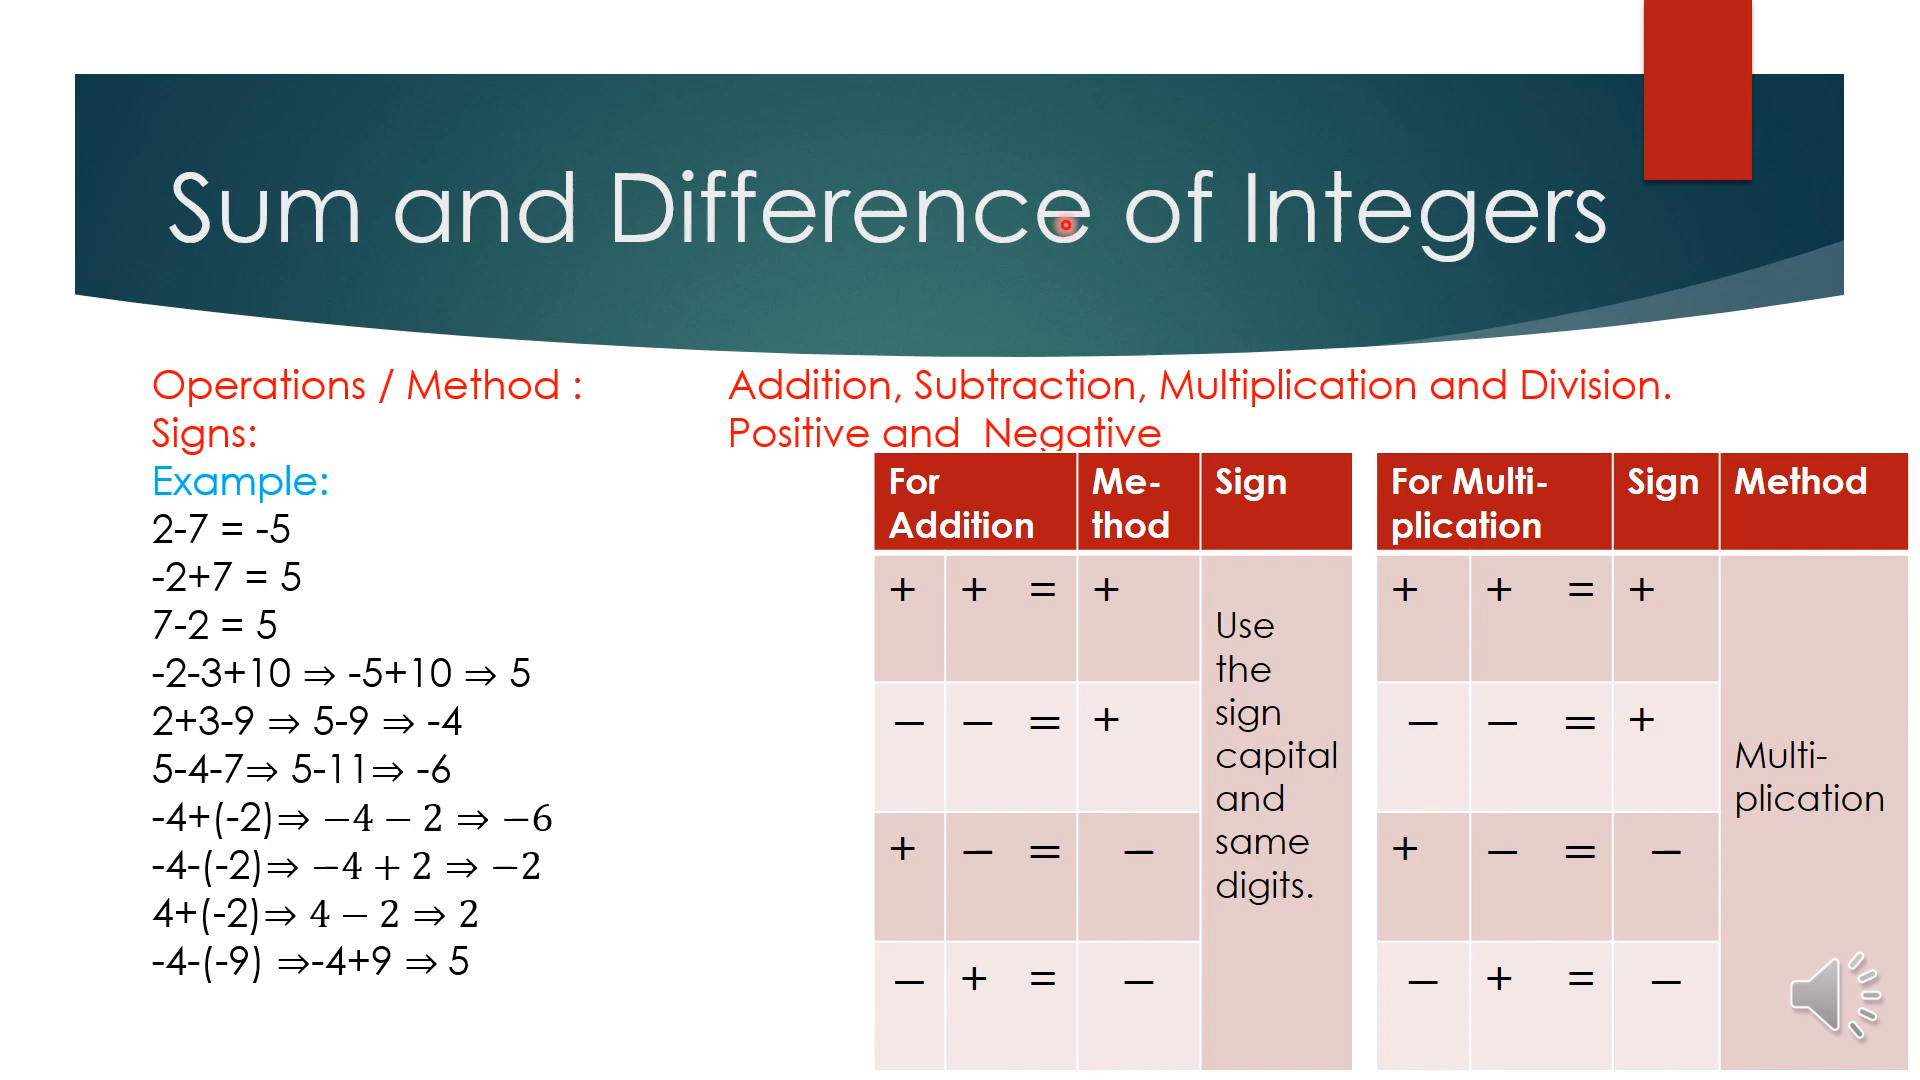 Sum and Difference of Integers
Operations / Method : Addition, Subtraction, Multiplication and Division.
Signs: Positive and Negative
Example:
2-7 = -5
-2+7 = 5
7-2 = 5
-2-3+10 ⇒ -5+10 ⇒ 5
2+3-9 ⇒ 5-9 ⇒ -4
5-4-7⇒ 5-11⇒ -6
-4+(-2)⇒ −4 − 2 ⇒ −6
-4-(-2)⇒ −4 + 2 ⇒ −2
4+(-2)⇒ 4 − 2 ⇒ 2
-4-(-9) ⇒-4+9 ⇒ 5
For Me- Sign
Addition thod
+ + = +
− − = +
+ − = −
− + = −
Use
the
sign
capital
and
same
digits.
For Multi- Sign Method
plication
+ + = +
− − = +
+ − = −
− + = −
Multi-
plication